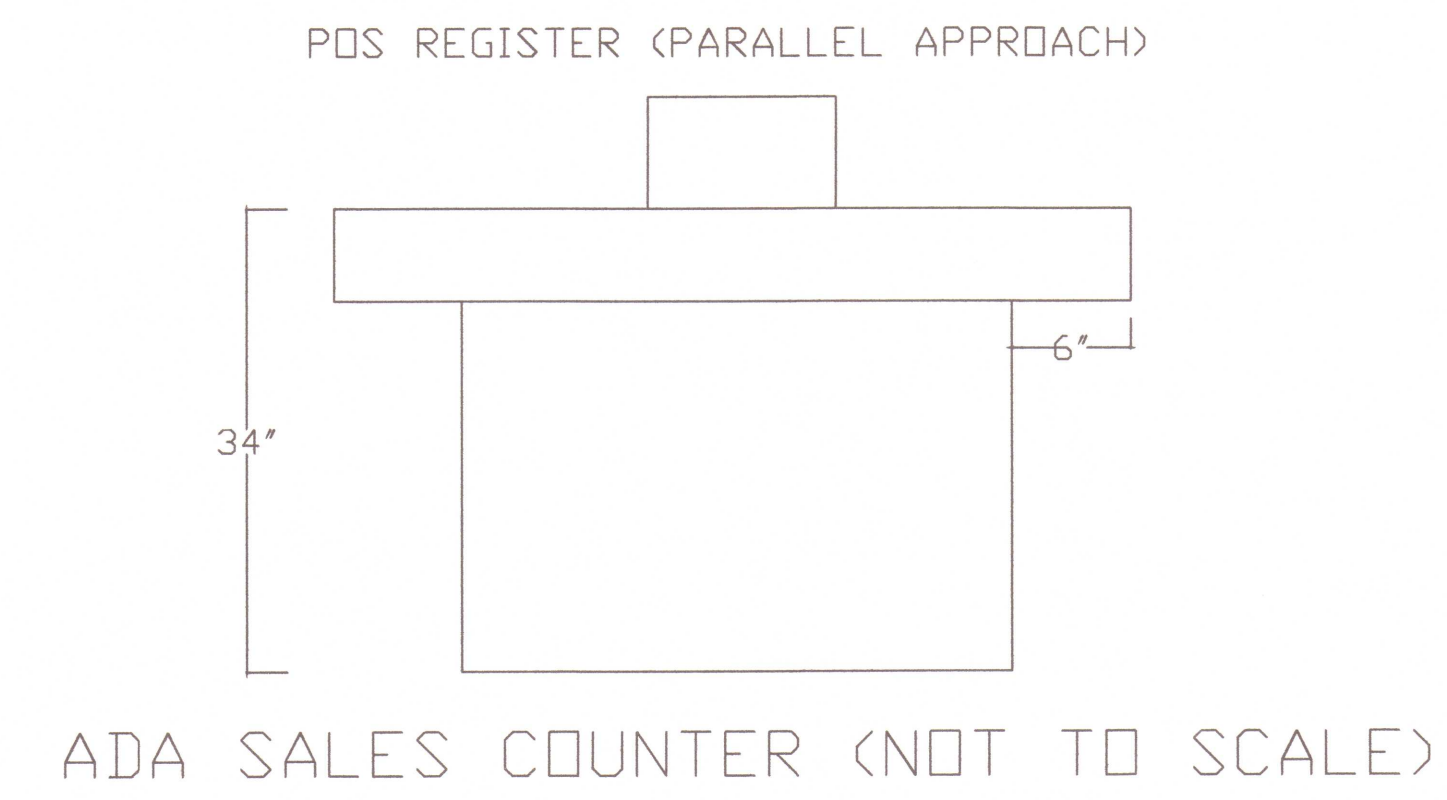 POS REGISTER (PARALLEL APPROACH)
6"
34"
ADA SALES COUNTER (NOT TO SCALE)